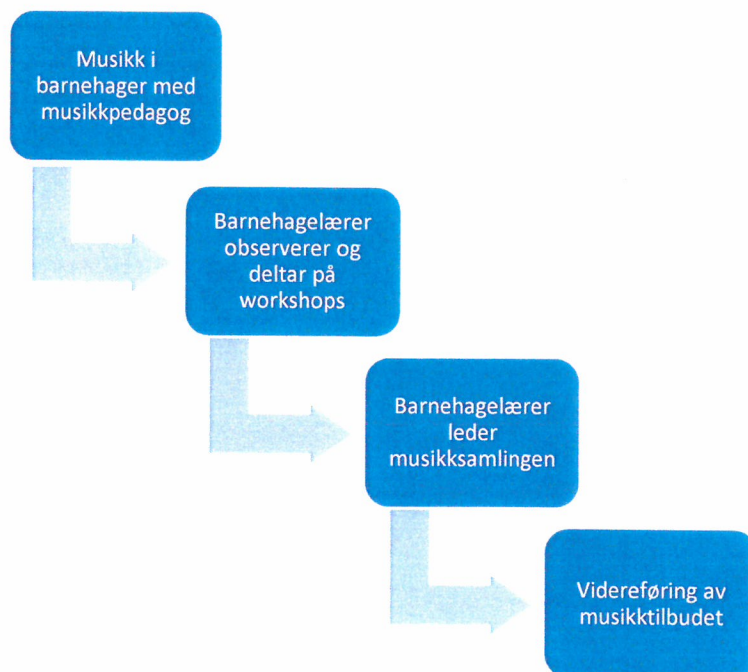 Musikk i
barnehager med
musikkpedagog
Barnehagelærer
observerer og
deltar på
workshops
Barnehagelærer
leder
musikksamlingen
Videreføring av
musikktilbudet